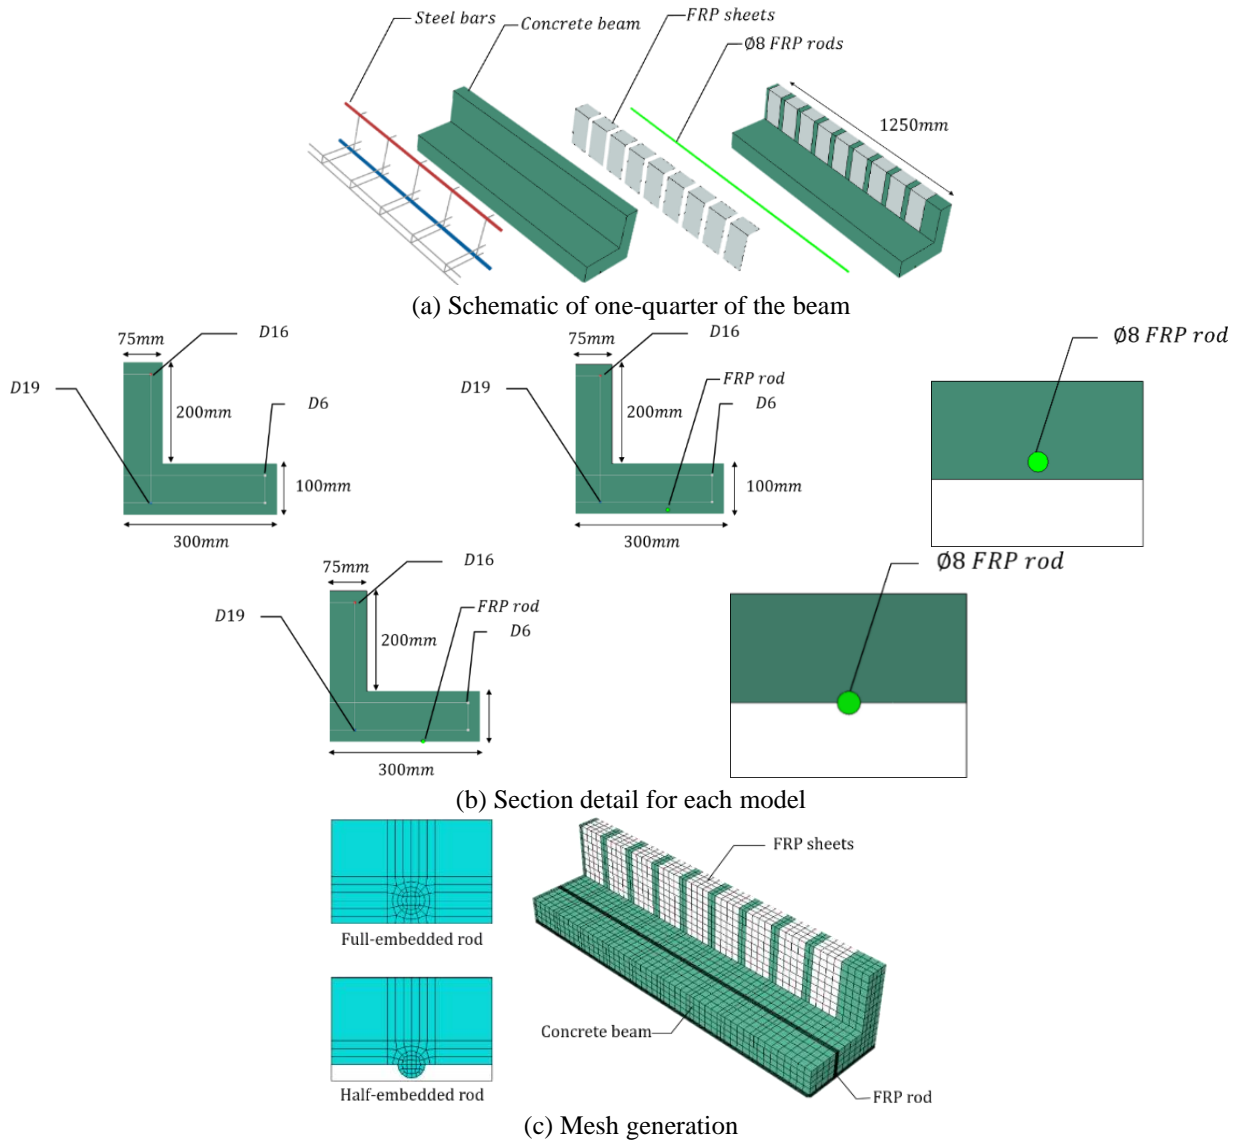 Steel bars
Concrete beam
FRP sheets
Ø8 FRP rods
1250mm
(a) Schematic of one-quarter of the beam
75mm
D16
D19
200mm
D6
100mm
300mm
75mm
D16
D19
FRP rod
200mm
D6
100mm
300mm
Ø8 FRP rod
75mm
D16
D19
FRP rod
200mm
D6
300mm
Ø8 FRP rod
(b) Section detail for each model
Full-embedded rod
Half-embedded rod
FRP sheets
Concrete beam
FRP rod
(c) Mesh generation